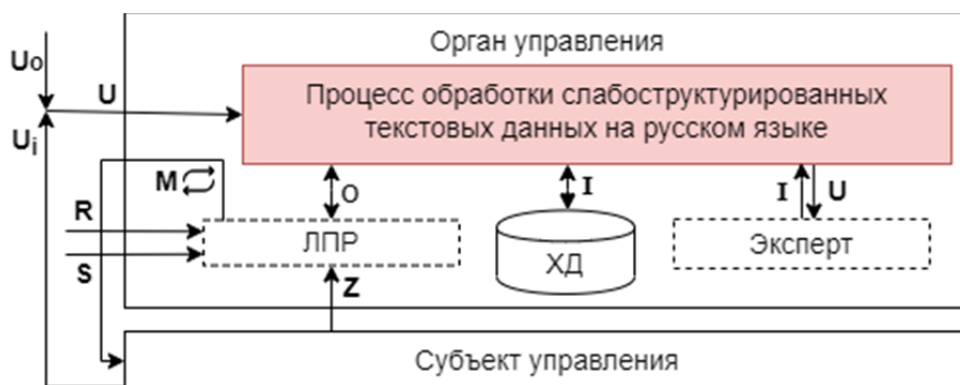 Орган управления
Uo
U
Процесс обработки слабоструктурированных
текстовых данных на русском языке
Ui
M
O
I
I
U
R
ЛПР
ХД
Эксперт
S
Z
Субъект управления